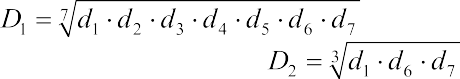 D₁ = ⁷√(d₁ · d₂ · d₃ · d₄ · d₅ · d₆ · d₇)
D₂ = ³√(d₁ · d₆ · d₇)